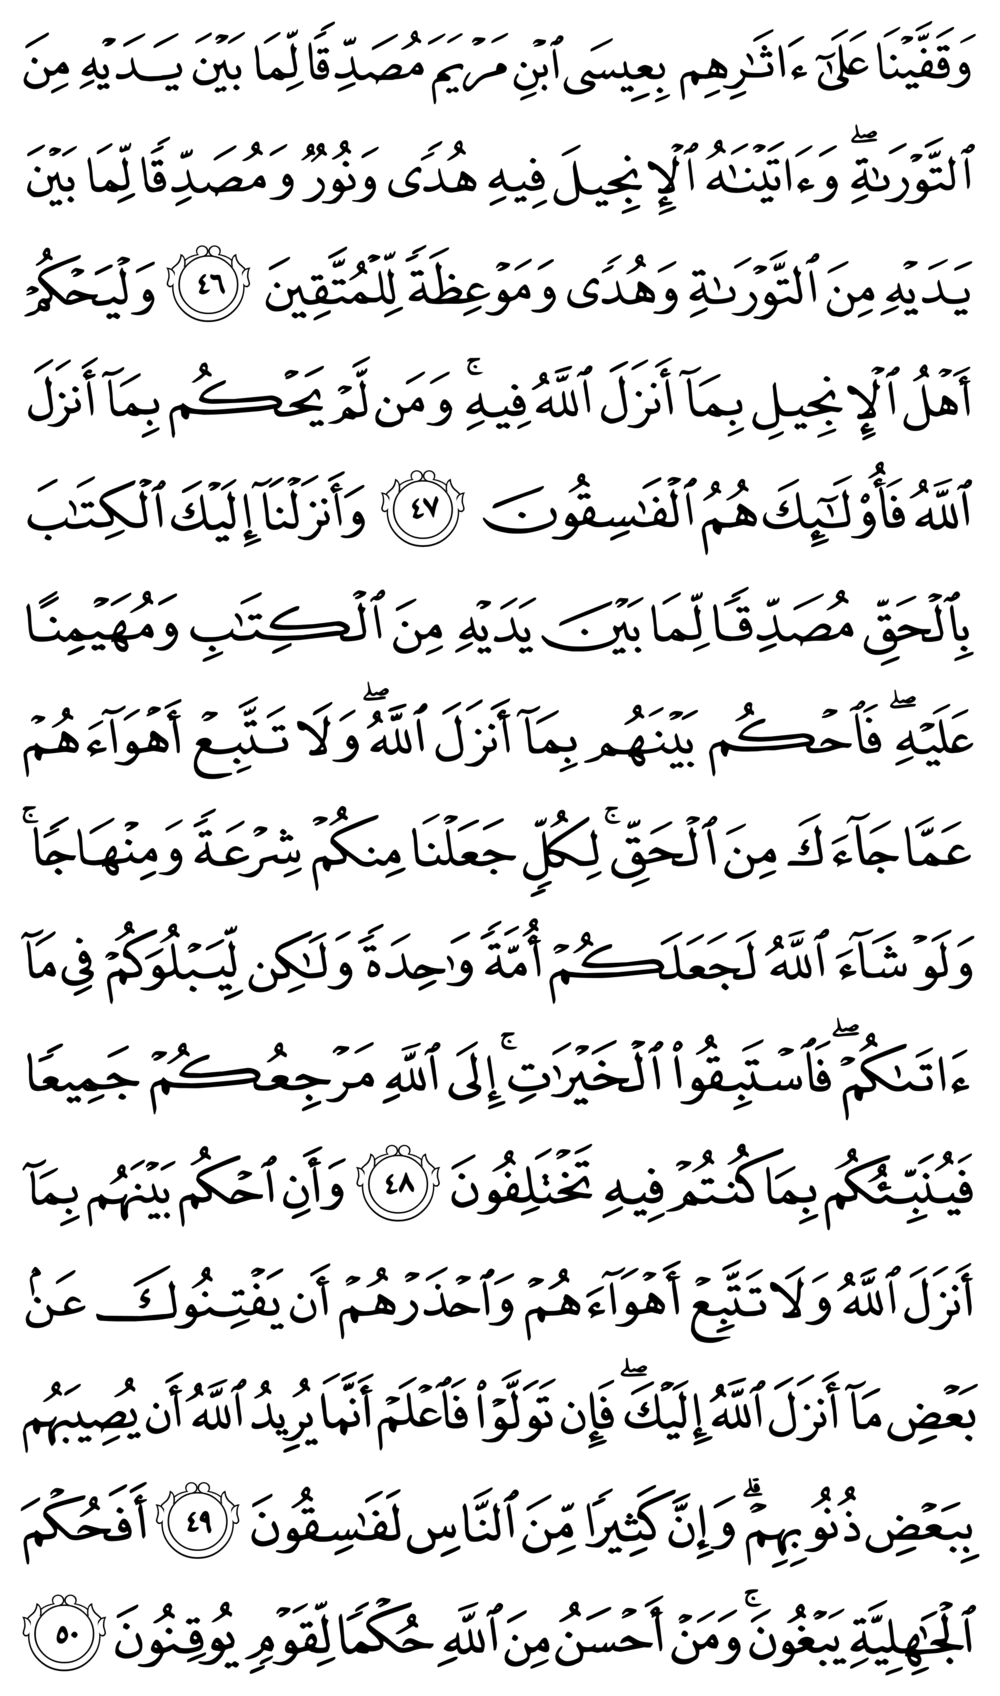 وَقَفَّيۡنَا عَلَىٰٓ ءَاثَٰرِهِم بِعِيسَى ٱبۡنِ مَرۡيَمَ مُصَدِّقٗا لِّمَا بَيۡنَ يَدَيۡهِ مِنَ
ٱلتَّوۡرَىٰةِۖ وَءَاتَيۡنَٰهُ ٱلۡإِنجِيلَ فِيهِ هُدٗى وَنُورٞ وَمُصَدِّقٗا لِّمَا بَيۡنَ
يَدَيۡهِ مِنَ ٱلتَّوۡرَىٰةِ وَهُدٗى وَمَوۡعِظَةٗ لِّلۡمُتَّقِينَ ٤٦ وَلۡيَحۡكُمۡ
أَهۡلُ ٱلۡإِنجِيلِ بِمَآ أَنزَلَ ٱللَّهُ فِيهِۚ وَمَن لَّمۡ يَحۡكُم بِمَآ أَنزَلَ
ٱللَّهُ فَأُوْلَٰٓئِكَ هُمُ ٱلۡفَٰسِقُونَ ٤٧ وَأَنزَلۡنَآ إِلَيۡكَ ٱلۡكِتَٰبَ
بِٱلۡحَقِّ مُصَدِّقٗا لِّمَا بَيۡنَ يَدَيۡهِ مِنَ ٱلۡكِتَٰبِ وَمُهَيۡمِنًا
عَلَيۡهِۖ فَٱحۡكُم بَيۡنَهُم بِمَآ أَنزَلَ ٱللَّهُۖ وَلَا تَتَّبِعۡ أَهۡوَآءَهُمۡ
عَمَّا جَآءَكَ مِنَ ٱلۡحَقِّۚ لِكُلّٖ جَعَلۡنَا مِنكُمۡ شِرۡعَةٗ وَمِنۡهَاجٗاۚ
وَلَوۡ شَآءَ ٱللَّهُ لَجَعَلَكُمۡ أُمَّةٗ وَٰحِدَةٗ وَلَٰكِن لِّيَبۡلُوَكُمۡ فِي مَآ
ءَاتَىٰكُمۡۖ فَٱسۡتَبِقُواْ ٱلۡخَيۡرَٰتِۚ إِلَى ٱللَّهِ مَرۡجِعُكُمۡ جَمِيعٗا
فَيُنَبِّئُكُم بِمَا كُنتُمۡ فِيهِ تَخۡتَلِفُونَ ٤٨ وَأَنِ ٱحۡكُم بَيۡنَهُم بِمَآ
أَنزَلَ ٱللَّهُ وَلَا تَتَّبِعۡ أَهۡوَآءَهُمۡ وَٱحۡذَرۡهُمۡ أَن يَفۡتِنُوكَ عَنۢ
بَعۡضِ مَآ أَنزَلَ ٱللَّهُ إِلَيۡكَۖ فَإِن تَوَلَّوۡاْ فَٱعۡلَمۡ أَنَّمَا يُرِيدُ ٱللَّهُ أَن يُصِيبَهُم
بِبَعۡضِ ذُنُوبِهِمۡۗ وَإِنَّ كَثِيرٗا مِّنَ ٱلنَّاسِ لَفَٰسِقُونَ ٤٩ أَفَحُكۡمَ
ٱلۡجَٰهِلِيَّةِ يَبۡغُونَۚ وَمَنۡ أَحۡسَنُ مِنَ ٱللَّهِ حُكۡمٗا لِّقَوۡمٖ يُوقِنُونَ ٥٠